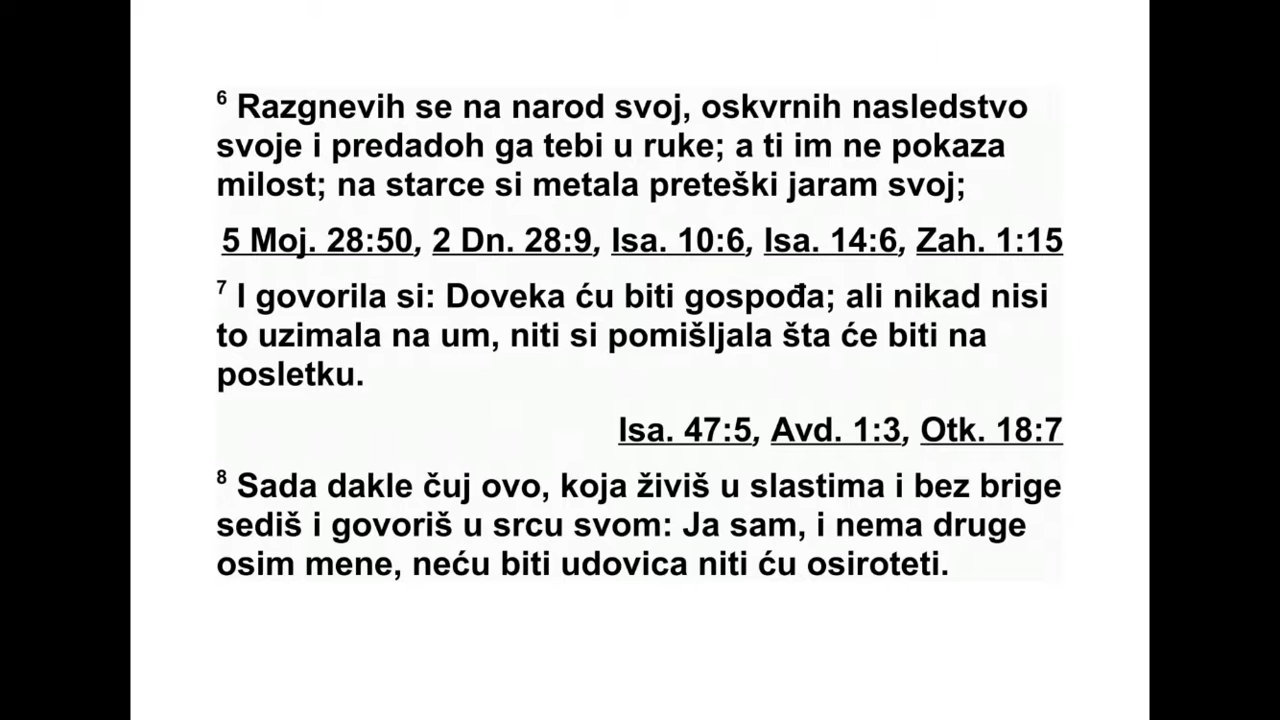 6 Razgnevih se na narod svoj, oskvrnih nasledstvo
svoje i predadoh ga tebi u ruke; a ti im ne pokaza
milost; na starce si metala preteški jaram svoj;
5 Moj. 28:50, 2 Dn. 28:9, Isa. 10:6, Isa. 14:6, Zah. 1:15
7 I govorila si: Doveka ću biti gospođa; ali nikad nisi
to uzimala na um, niti si pomišljala šta će biti na
posletku.
Isa. 47:5, Avd. 1:3, Otk. 18:7
8 Sada dakle čuj ovo, koja živiš u slastima i bez brige
sediš i govoriš u srcu svom: Ja sam, i nema druge
osim mene, neću biti udovica niti ću osiroteti.